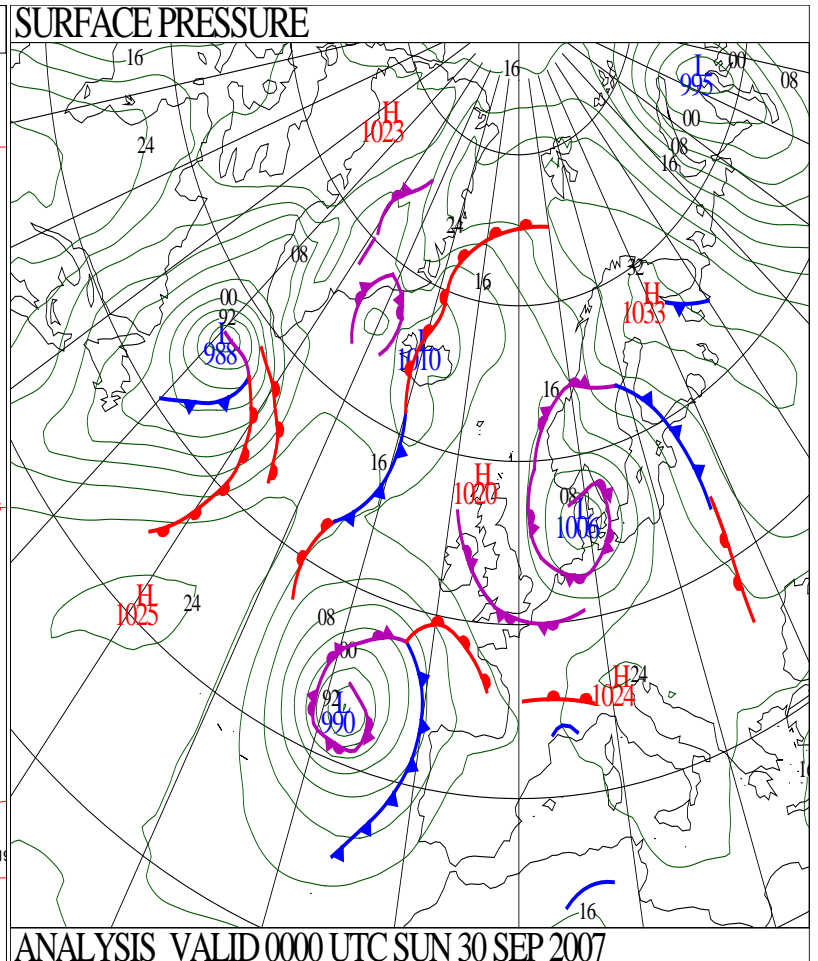 SURFACE PRESSURE
16
16
L
995
00
08
H
1023
24
00
08
16
24
08
16
32
H
1033
00
92
L
988
L
1010
16
16
H
1020
08
L
1006
H
1025
24
08
00
92
L
990
H
1024
24
16
16
ANALYSIS VALID 0000 UTC SUN 30 SEP 2007